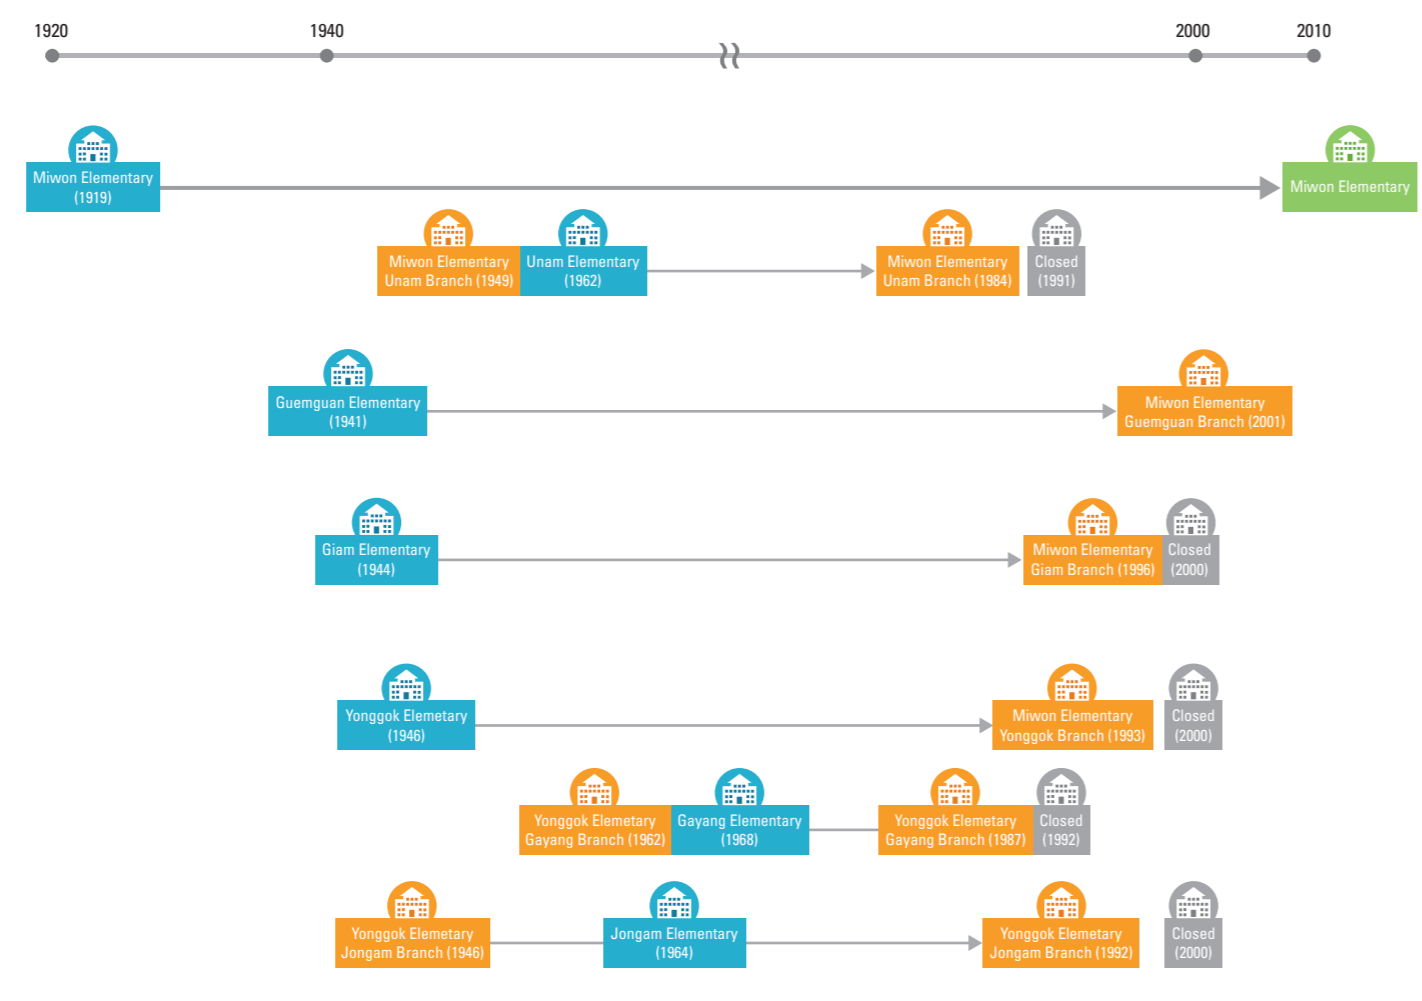 1920
1940
2000
2010
Miwon Elementary
(1919)
Miwon Elementary
Miwon Elementary
Unam Branch (1949)
Unam Elementary
(1962)
Miwon Elementary
Unam Branch (1984)
Closed
(1991)
Guemguan Elementary
(1941)
Miwon Elementary
Guemguan Branch (2001)
Giam Elementary
(1944)
Miwon Elementary
Giam Branch (1996)
Closed
(2000)
Yonggok Elemetary
(1946)
Miwon Elementary
Yonggok Branch (1993)
Closed
(2000)
Yonggok Elemetary
Gayang Branch (1962)
Gayang Elementary
(1968)
Yonggok Elemetary
Gayang Branch (1987)
Closed
(1992)
Yonggok Elemetary
Jongam Branch (1946)
Jongam Elementary
(1964)
Yonggok Elemetary
Jongam Branch (1992)
Closed
(2000)